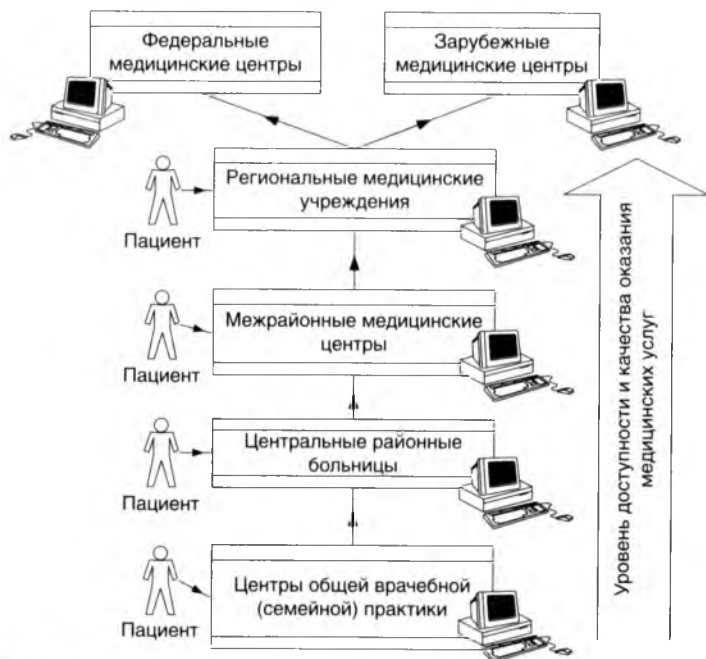 Федеральные
медицинские центры
Зарубежные
медицинские центры
Региональные медицинские
учреждения
Пациент
Межрайонные медицинские
центры
Пациент
Центральные районные
больницы
Пациент
Центры общей врачебной
(семейной) практики
Пациент
Уровень доступности и качества оказания
медицинских услуг